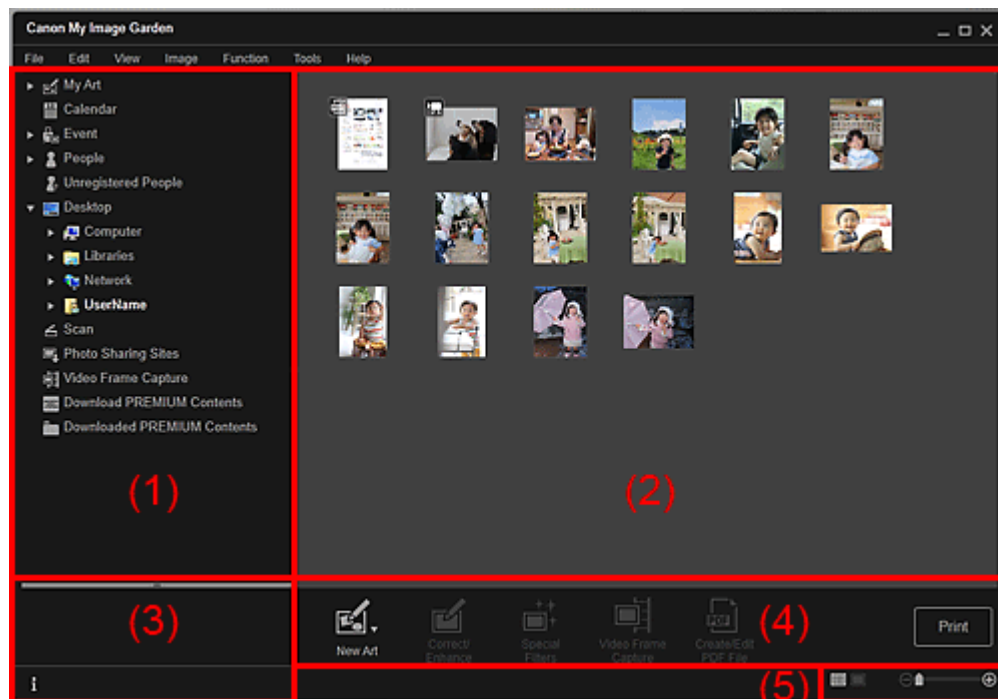 Canon My Image Garden
File Edit View Image Function Tools Help
My Art
Calendar
Event
People
Unregistered People
Desktop
Computer
Libraries
Network
UserName
Scan
Photo Sharing Sites
Video Frame Capture
Download PREMIUM Contents
Downloaded PREMIUM Contents
(1)
(2)
(3)
(4)
New Art
Correct/
Enhance
Special
Filters
Video Frame
Capture
PDF
Create/Edit
PDF File
Print
(5)